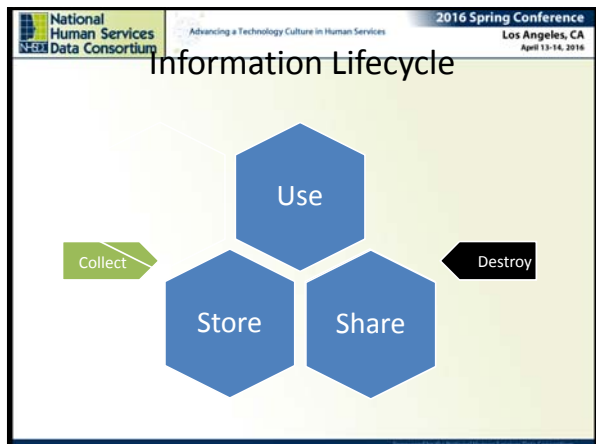 National
Human Services
NHSDC Data Consortium
Advancing a Technology Culture in Human Services
2016 Spring Conference
Los Angeles, CA
April 13-14, 2016
Information Lifecycle
Use
Collect
Destroy
Store
Share